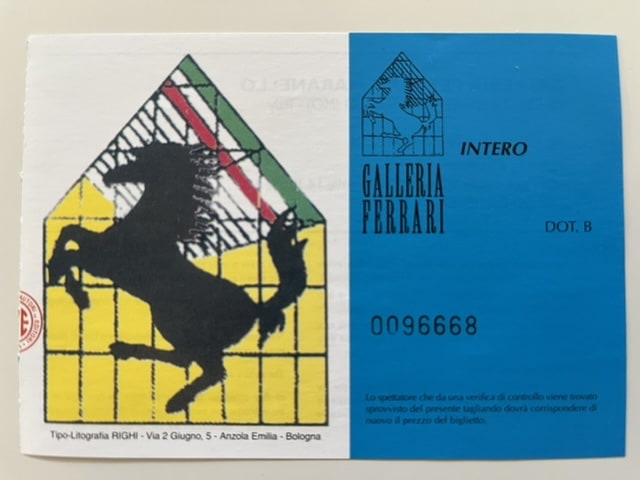 INTERO
GALLERIA
FERRARI
DOT. B
0096668
Lo spettatore che da una verifica di controllo viene trovato
sprovvisto del presente tagliando dovrà corrispondere di
nuovo il prezzo del biglietto.
Tipo-Litografia RIGHI - Via 2 Giugno, 5 - Anzola Emilia - Bologna